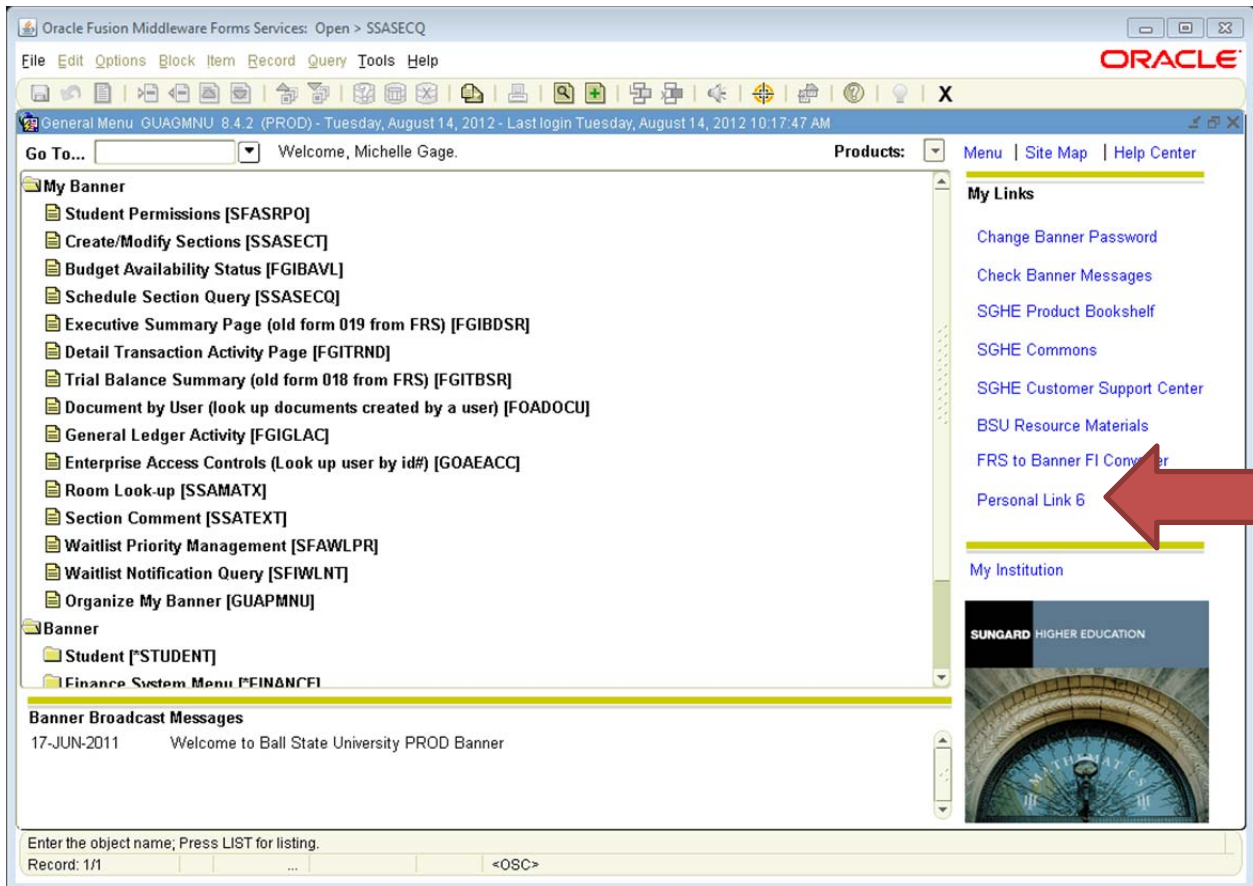 Oracle Fusion Middleware Forms Services: Open > SSASECQ
File Edit Options Block Item Record Query Tools Help
ORACLE
X
General Menu GUAGMNU 8.4.2 (PROD) - Tuesday, August 14, 2012 - Last login Tuesday, August 14, 2012 10:17:47 AM
Go To... Welcome, Michelle Gage. Products: Menu | Site Map | Help Center
My Banner
Student Permissions [SFASRPO]
Create/Modify Sections [SSASECT]
Budget Availability Status [FGIBAVL]
Schedule Section Query [SSASECQ]
Executive Summary Page (old form 019 from FRS) [FGIBDSR]
Detail Transaction Activity Page [FGITRND]
Trial Balance Summary (old form 018 from FRS) [FGITBSR]
Document by User (look up documents created by a user) [FOADOCU]
General Ledger Activity [FGIGLAC]
Enterprise Access Controls (Look up user by id#) [GOAEACC]
Room Look-up [SSAMATX]
Section Comment [SSATEXT]
Waitlist Priority Management [SFAWLPR]
Waitlist Notification Query [SFIWLNT]
Organize My Banner [GUAPMNU]
Banner
Student [*STUDENT]
Finance System Menu [*FINANCE]
My Links
Change Banner Password
Check Banner Messages
SGHE Product Bookshelf
SGHE Commons
SGHE Customer Support Center
BSU Resource Materials
FRS to Banner FI
Personal Link 6
My Institution
SUNGARD HIGHER EDUCATION
MATHEMATICS
Banner Broadcast Messages
17-JUN-2011 Welcome to Ball State University PROD Banner
Enter the object name; Press LIST for listing.
Record: 1/1 ... <OSC>